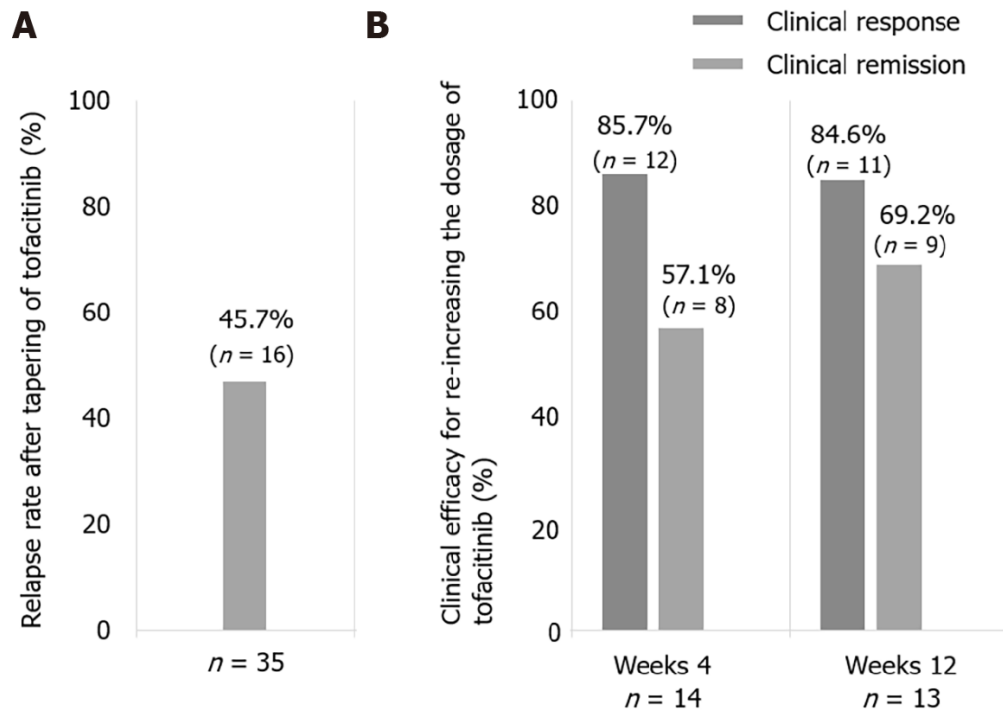 A
Relapse rate after tapering of tofacitinib (%)
100
80
60
40
20
0
45.7%
(n = 16)
n = 35
B
Clinical response
Clinical remission
Clinical efficacy for re-increasing the dosage of
tofacitinib (%)
100
80
60
40
20
0
85.7%
(n = 12)
57.1%
(n = 8)
84.6%
(n = 11)
69.2%
(n = 9)
Weeks 4
n = 14
Weeks 12
n = 13